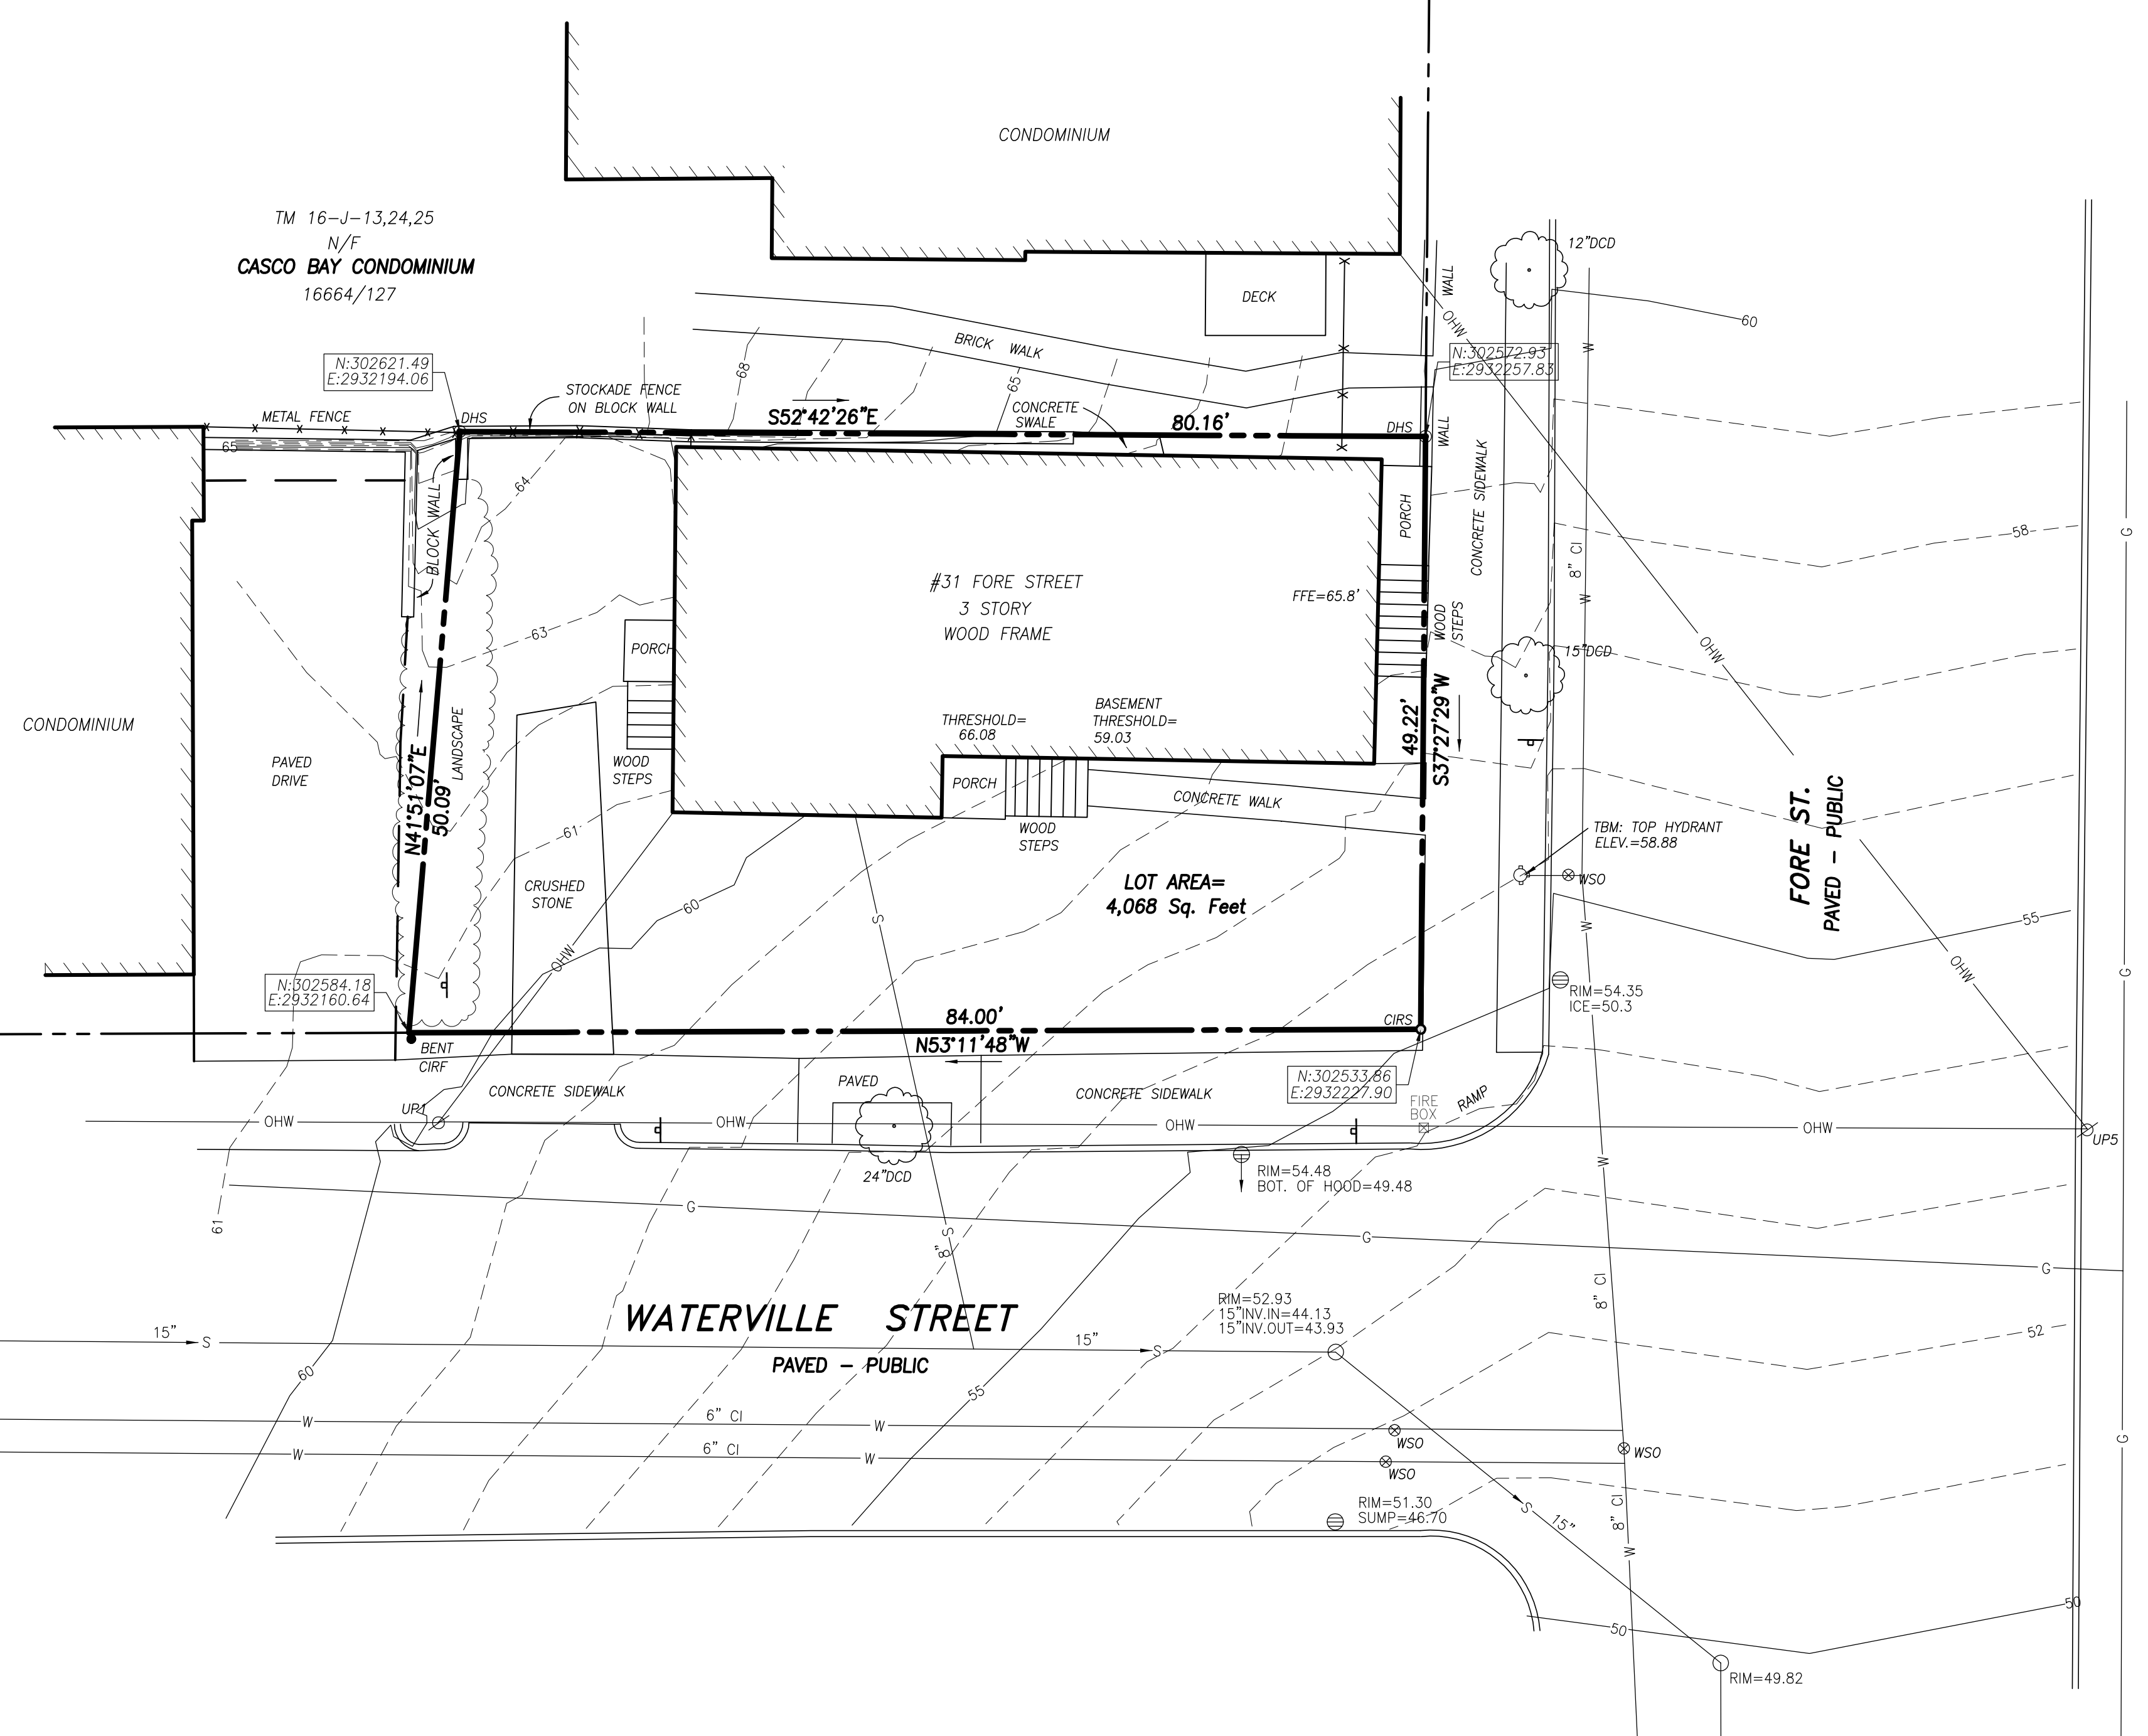 CONDOMINIUM
TM 16-J-13,24,25
N/F
CASCO BAY CONDOMINIUM
16664/127
12"DCD
WALL
DECK
OHW
60
BRICK WALK
N:302621.49
E:2932194.06
N:302572.93
E:2932257.83
68
65
STOCKADE FENCE
ON BLOCK WALL
METAL FENCE
DHS
S52°42'26"E
CONCRETE
SWALE
80.16'
DHS
WALL
W
65
64
BLOCK WALL
PORCH
CONCRETE SIDEWALK
8" CI
58
G
#31 FORE STREET
3 STORY
WOOD FRAME
FFE=65.8'
W
63
PORCH
WOOD
STEPS
OHW
15"DCD
CONDOMINIUM
PAVED
DRIVE
N41°51'07"E
50.09'
LANDSCAPE
WOOD
STEPS
THRESHOLD=
66.08
BASEMENT
THRESHOLD=
59.03
49.22'
S37°27'29"W
PORCH
CONCRETE WALK
WOOD
STEPS
61
TBM: TOP HYDRANT
ELEV.=58.88
WSO
FORE ST.
PAVED - PUBLIC
CRUSHED
STONE
60
S
LOT AREA=
4,068 Sq. Feet
W
55
OHW
OHW
G
N:302584.18
E:2932160.64
RIM=54.35
ICE=50.3
84.00'
N53°11'48"W
CIRS
BENT
CIRF
N:302533.86
E:2932227.90
CONCRETE SIDEWALK
PAVED
CONCRETE SIDEWALK
FIRE
BOX
RAMP
UP1
OHW
OHW
OHW
OHW
UP5
24"DCD
RIM=54.48
BOT. OF HOOD=49.48
W
61
G
8" S
G
G
8" CI
RIM=52.93
15"INV.IN=44.13
15"INV.OUT=43.93
WATERVILLE STREET
PAVED - PUBLIC
15"
S
15"
S
52
60
55
W
6" CI
W
W
6" CI
W
WSO
WSO
WSO
G
RIM=51.30
SUMP=46.70
S
15"
8" CI
W
50
50
RIM=49.82